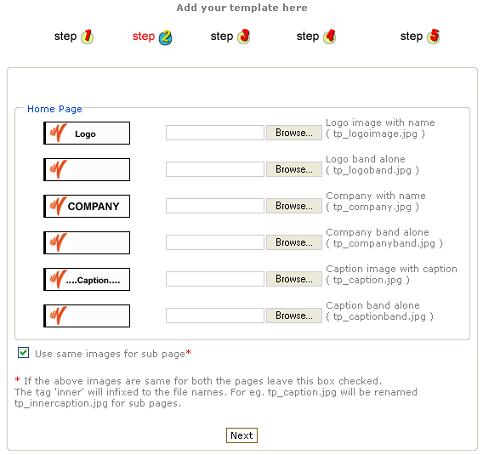 Add your template here
step 1 step 2 step 3 step 4 step 5
Home Page
Logo Browse... Logo image with name
( tp_logoimage.jpg )
Browse... Logo band alone
( tp_logoband.jpg )
COMPANY Browse... Company with name
( tp_company.jpg )
Browse... Company band alone
( tp_companyband.jpg )
....Caption.... Browse... Caption image with caption
( tp_caption.jpg )
Browse... Caption band alone
( tp_captionband.jpg )
Use same images for sub page*
* If the above images are same for both the pages leave this box checked.
The tag 'inner' will infixed to the file names. For eg. tp_caption.jpg will be renamed
tp_innercaption.jpg for sub pages.
Next